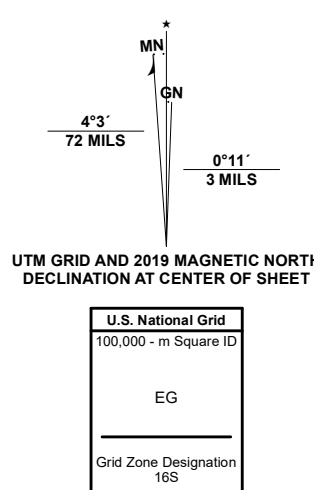 MN
GN
4°3´
72 MILS
0°11´
3 MILS
UTM GRID AND 2019 MAGNETIC NORTH
DECLINATION AT CENTER OF SHEET
U.S. National Grid
100,000 - m Square ID
EG
Grid Zone Designation
16S